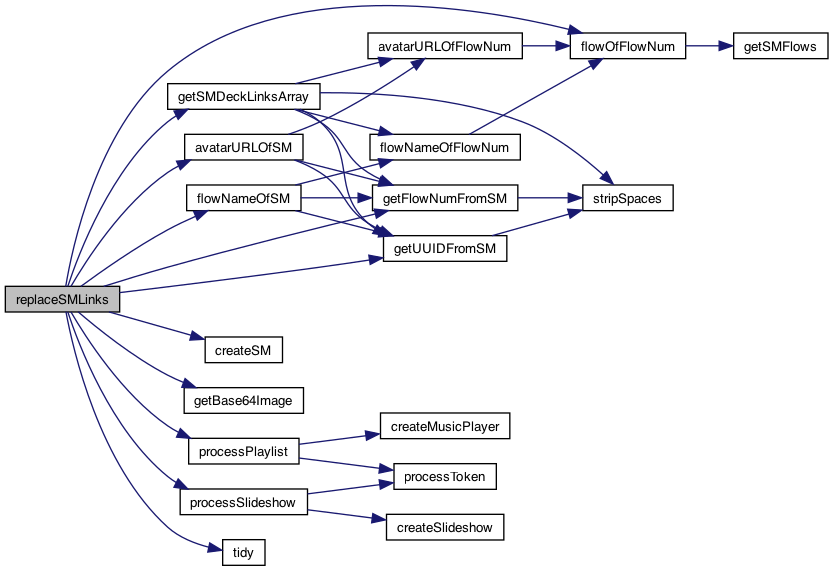 avatarURLOfFlowNum
flowOfFlowNum
getSMFlows
getSMDeckLinksArray
avatarURLOfSM
flowNameOfFlowNum
flowNameOfSM
getFlowNumFromSM
stripSpaces
getUUIDFromSM
replaceSMLinks
createSM
getBase64Image
createMusicPlayer
processPlaylist
processToken
processSlideshow
createSlideshow
tidy